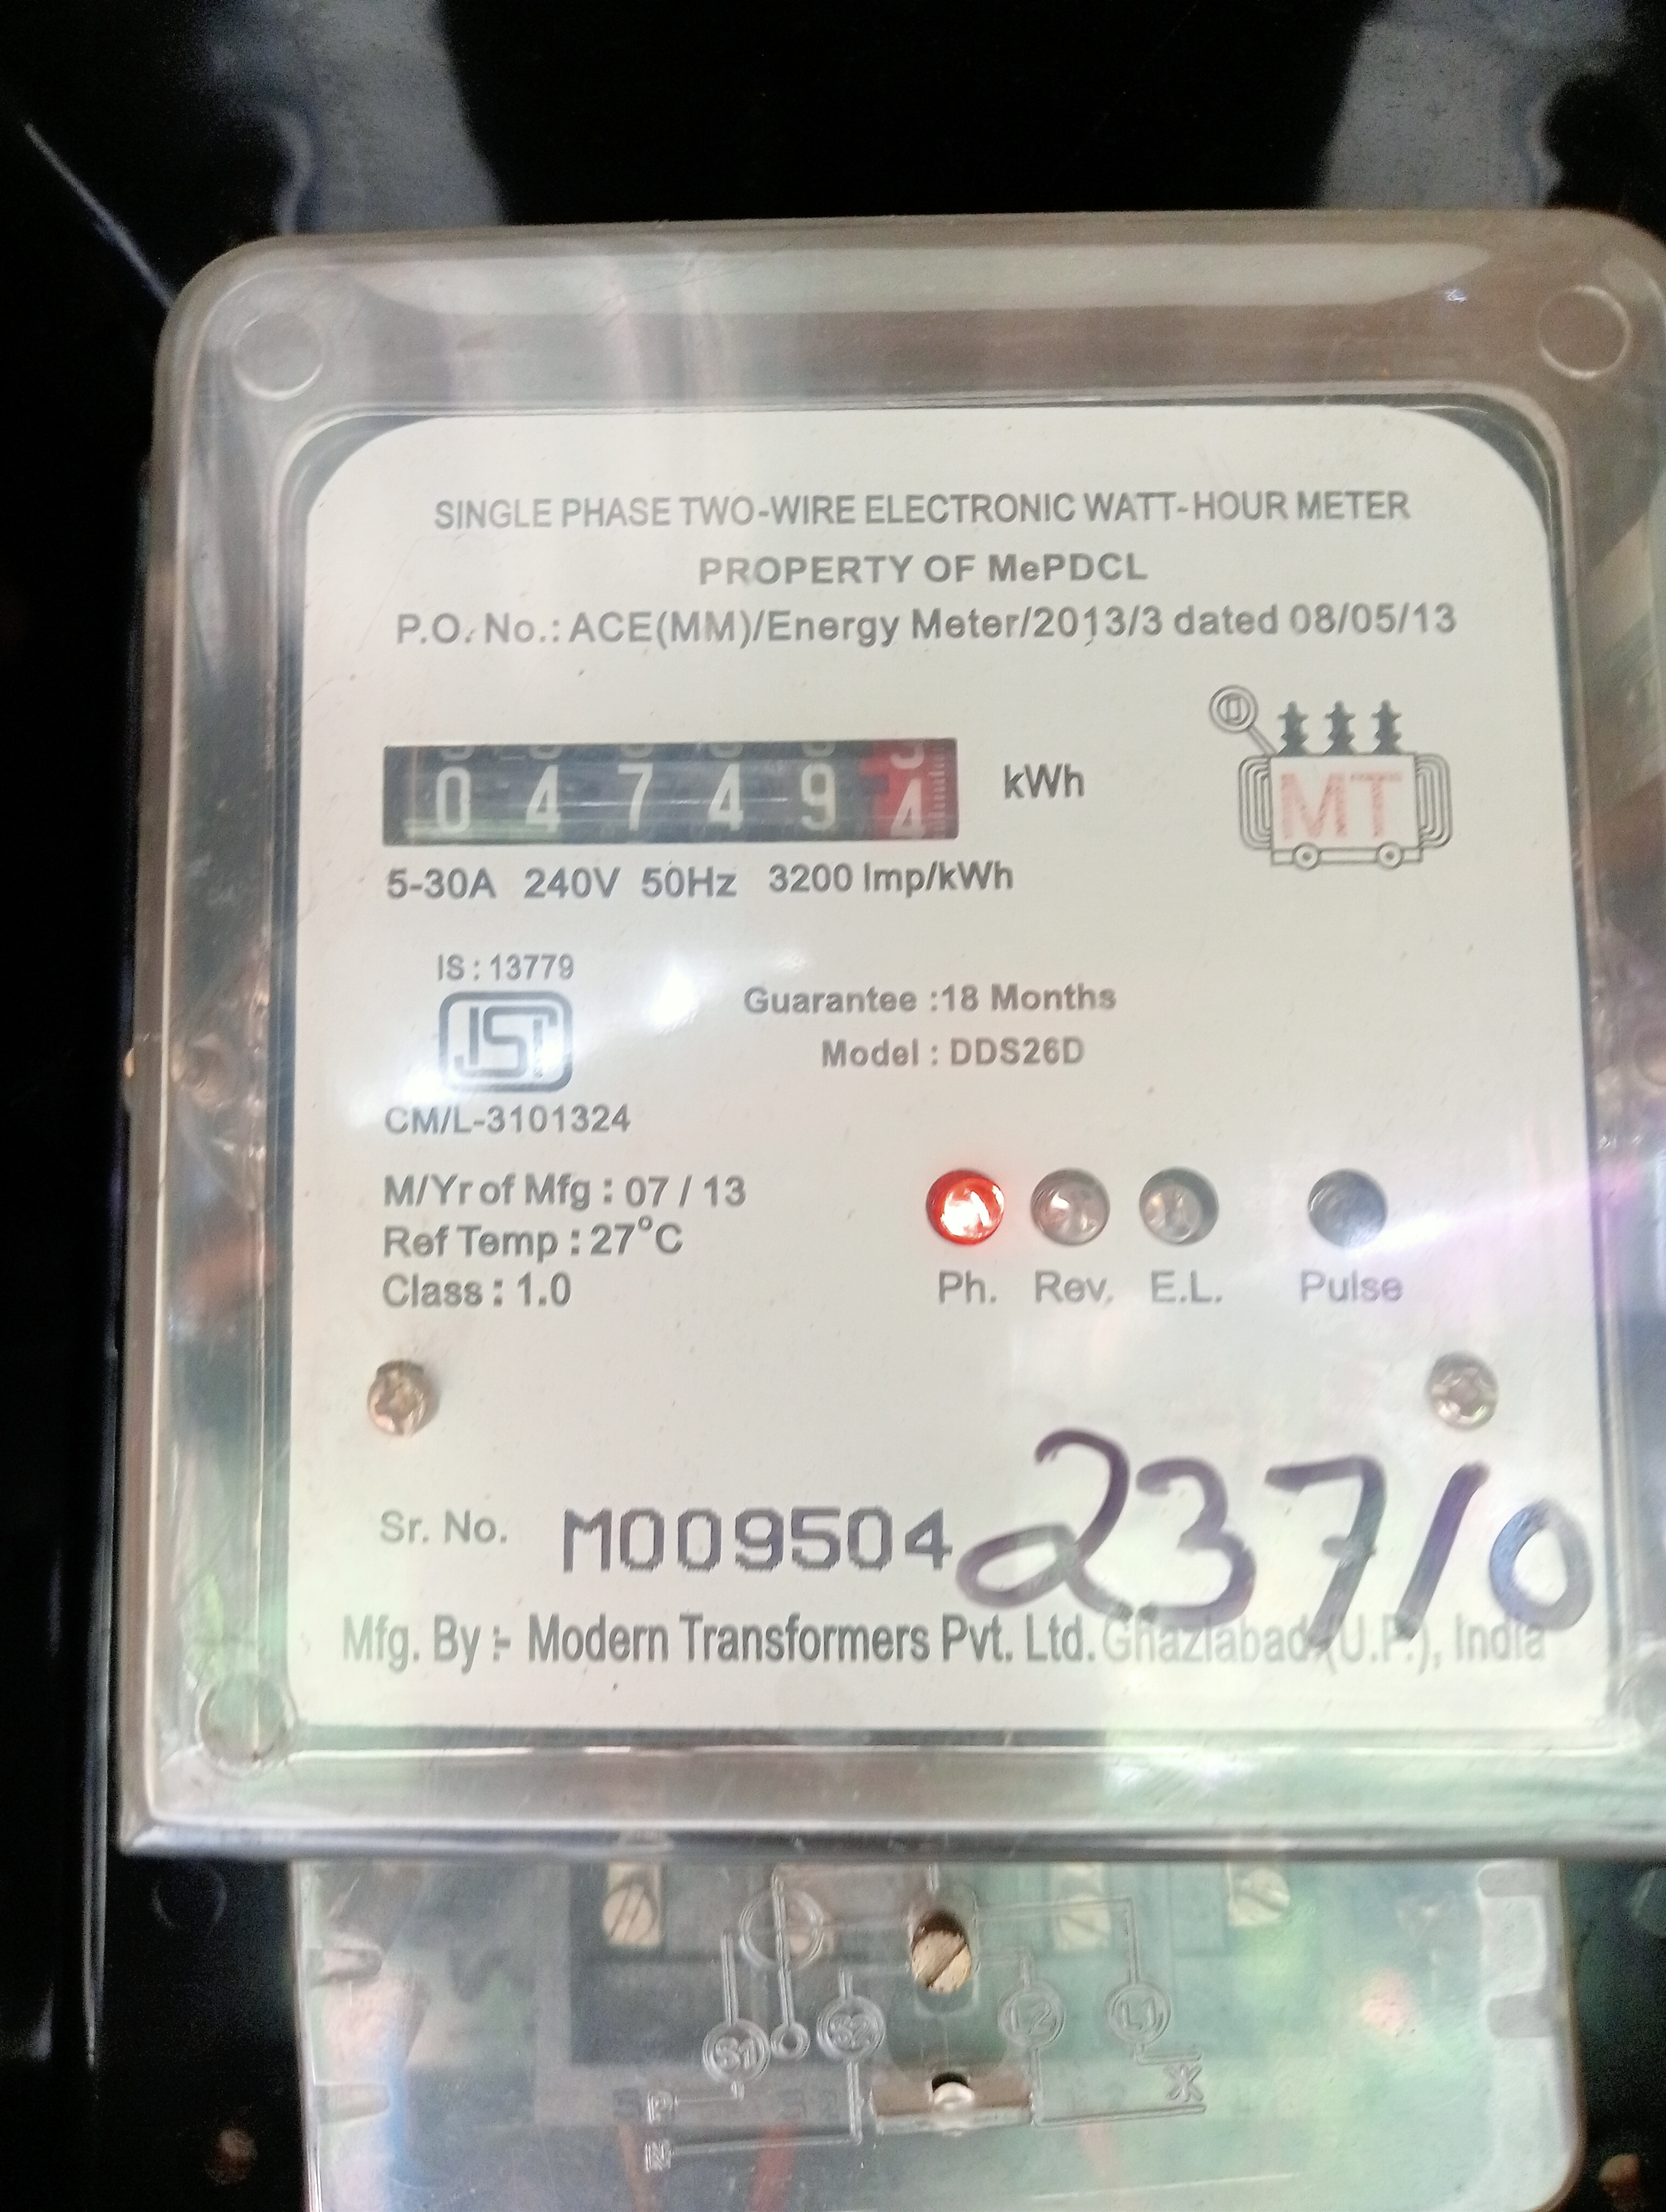 SINGLE PHASE TWO-WIRE ELECTRONIC WATT-HOUR METER
PROPERTY OF MePDCL
P.O. No.: ACE(MM)/Energy Meter/2013/3 dated 08/05/13
0 4 7 4 9 4 kWh
MT
5-30A 240V 50Hz 3200 Imp/kWh
IS : 13779
ISI
CM/L-3101324
Guarantee :18 Months
Model : DDS26D
M/Yr of Mfg : 07 / 13
Ref Temp : 27°C
Class : 1.0
Ph. Rev. E.L. Pulse
Sr. No. M009504
23710
Mfg. By :- Modern Transformers Pvt. Ltd. Ghaziabad (U.P.), India
S1 S2 L2 L1
P
N